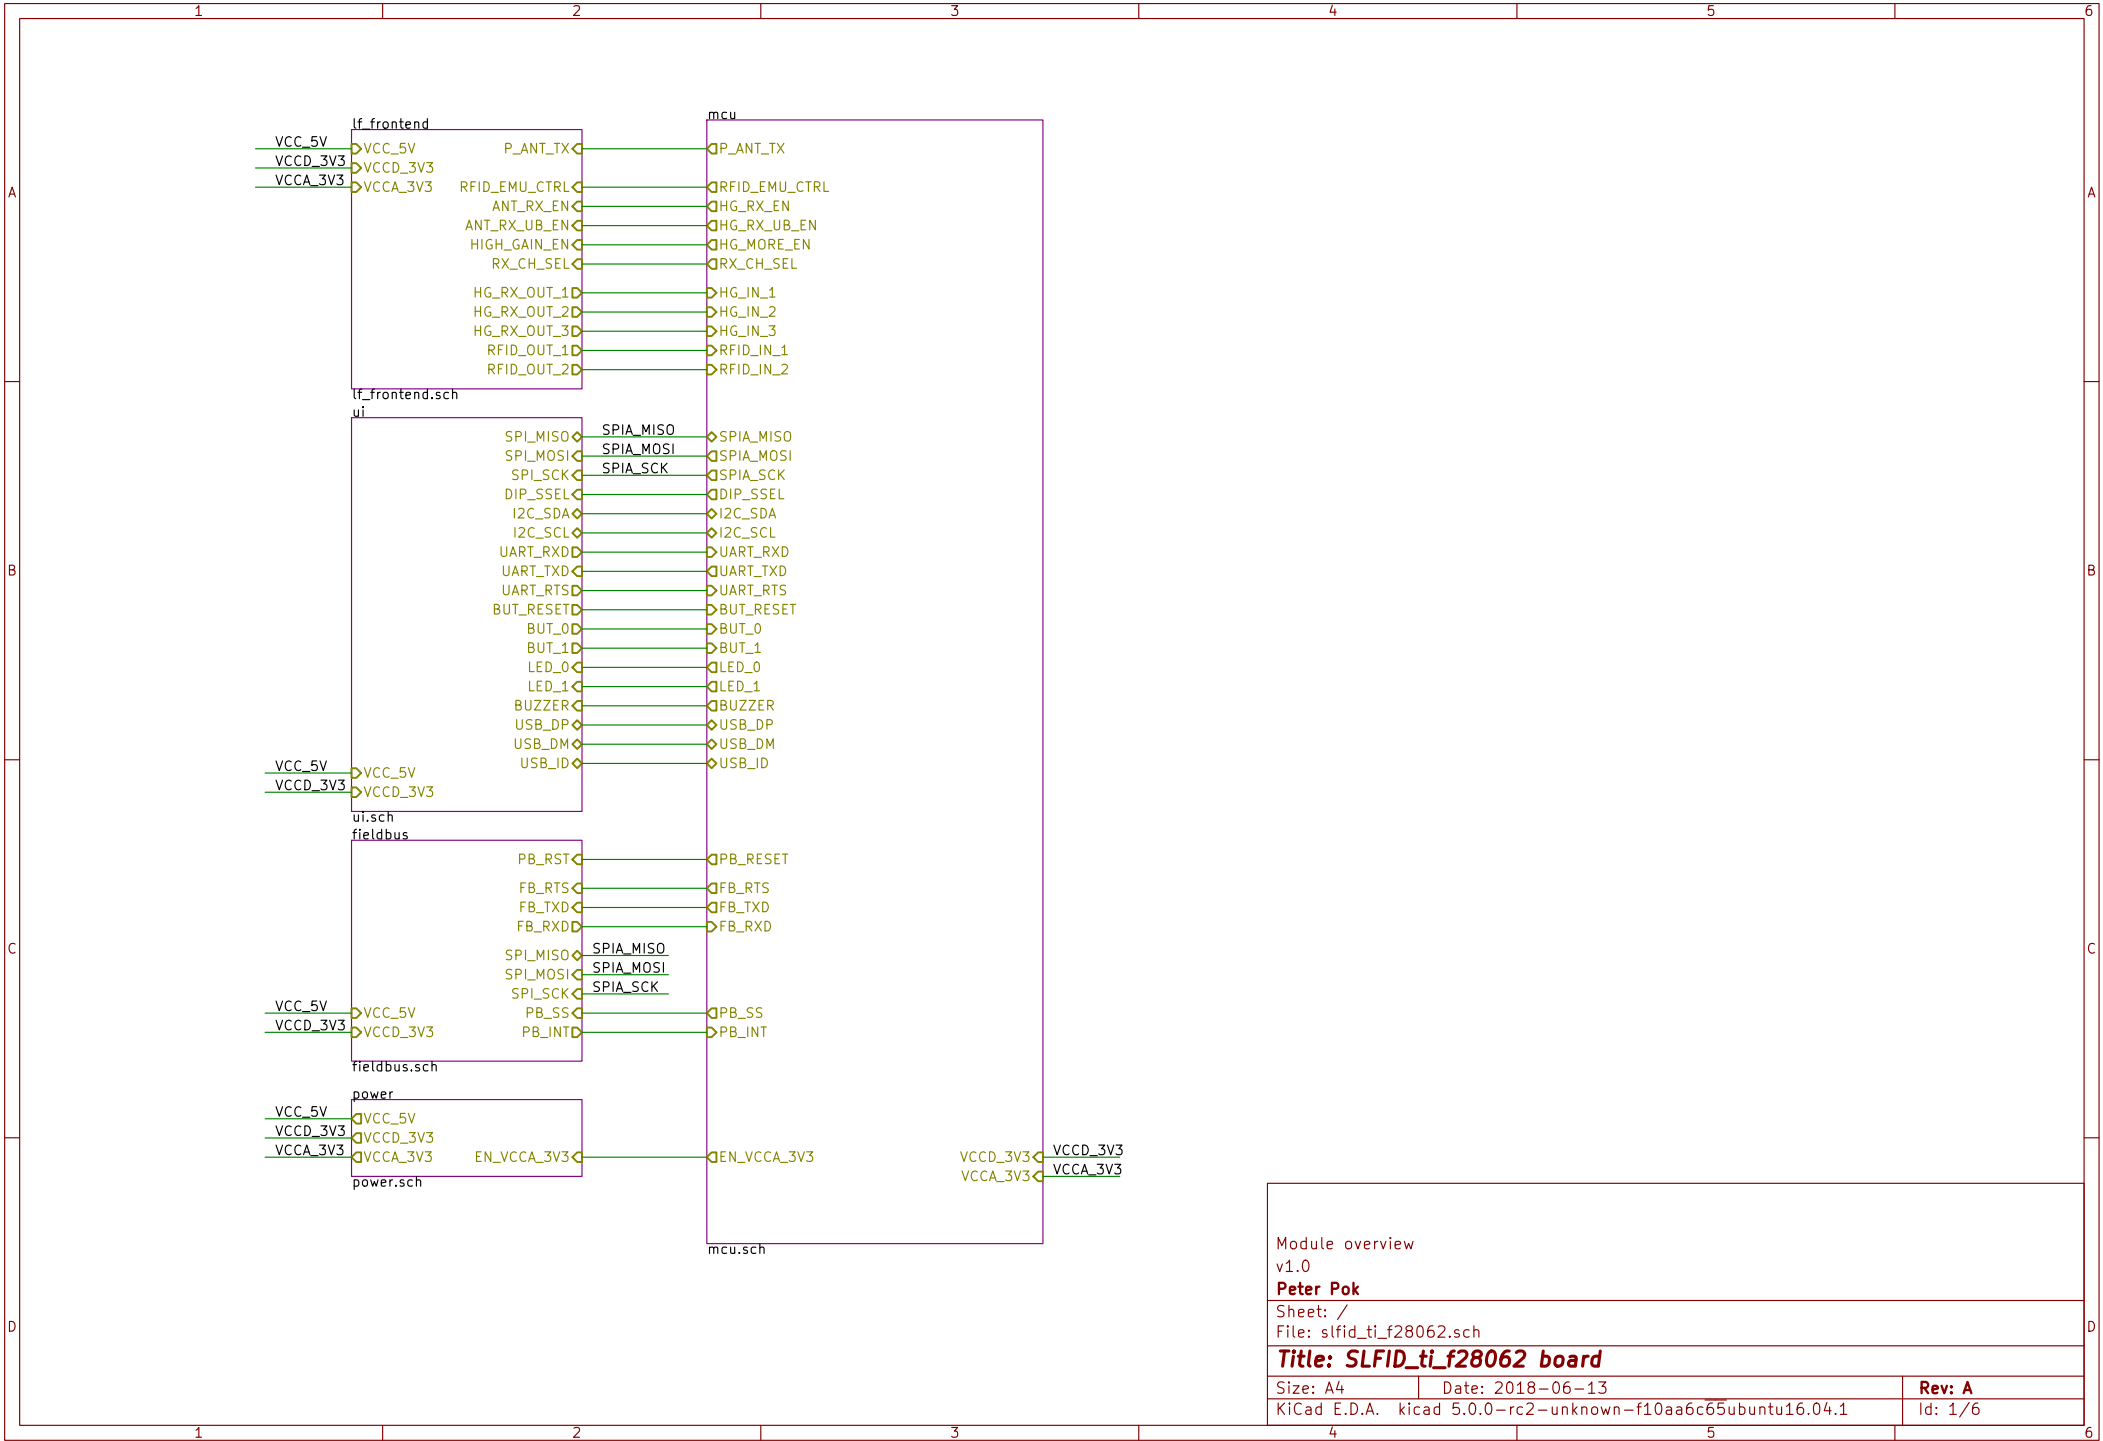 1 2 3 4 5 6
A A
B B
C C
D D
lf_frontend
VCC_5V
VCCD_3V3
VCCA_3V3
VCC_5V
VCCD_3V3
VCCA_3V3
P_ANT_TX
RFID_EMU_CTRL
ANT_RX_EN
ANT_RX_UB_EN
HIGH_GAIN_EN
RX_CH_SEL
HG_RX_OUT_1
HG_RX_OUT_2
HG_RX_OUT_3
RFID_OUT_1
RFID_OUT_2
lf_frontend.sch
ui
SPI_MISO
SPI_MOSI
SPI_SCK
DIP_SSEL
I2C_SDA
I2C_SCL
UART_RXD
UART_TXD
UART_RTS
BUT_RESET
BUT_0
BUT_1
LED_0
LED_1
BUZZER
USB_DP
USB_DM
USB_ID
SPIA_MISO
SPIA_MOSI
SPIA_SCK
VCC_5V
VCCD_3V3
VCC_5V
VCCD_3V3
ui.sch
fieldbus
PB_RST
FB_RTS
FB_TXD
FB_RXD
SPI_MISO
SPI_MOSI
SPI_SCK
PB_SS
PB_INT
SPIA_MISO
SPIA_MOSI
SPIA_SCK
VCC_5V
VCCD_3V3
VCC_5V
VCCD_3V3
fieldbus.sch
power
VCC_5V
VCCD_3V3
VCCA_3V3
VCC_5V
VCCD_3V3
VCCA_3V3
EN_VCCA_3V3
power.sch
mcu
P_ANT_TX
RFID_EMU_CTRL
HG_RX_EN
HG_RX_UB_EN
HG_MORE_EN
RX_CH_SEL
HG_IN_1
HG_IN_2
HG_IN_3
RFID_IN_1
RFID_IN_2
SPIA_MISO
SPIA_MOSI
SPIA_SCK
DIP_SSEL
I2C_SDA
I2C_SCL
UART_RXD
UART_TXD
UART_RTS
BUT_RESET
BUT_0
BUT_1
LED_0
LED_1
BUZZER
USB_DP
USB_DM
USB_ID
PB_RESET
FB_RTS
FB_TXD
FB_RXD
PB_SS
PB_INT
EN_VCCA_3V3
VCCD_3V3
VCCA_3V3
VCCD_3V3
VCCA_3V3
mcu.sch
Module overview
v1.0
Peter Pok
Sheet: /
File: slfid_ti_f28062.sch
Title: SLFID_ti_f28062 board
Size: A4 Date: 2018-06-13 Rev: A
KiCad E.D.A. kicad 5.0.0-rc2-unknown-f10aa6c65ubuntu16.04.1 Id: 1/6
1 2 3 4 5 6